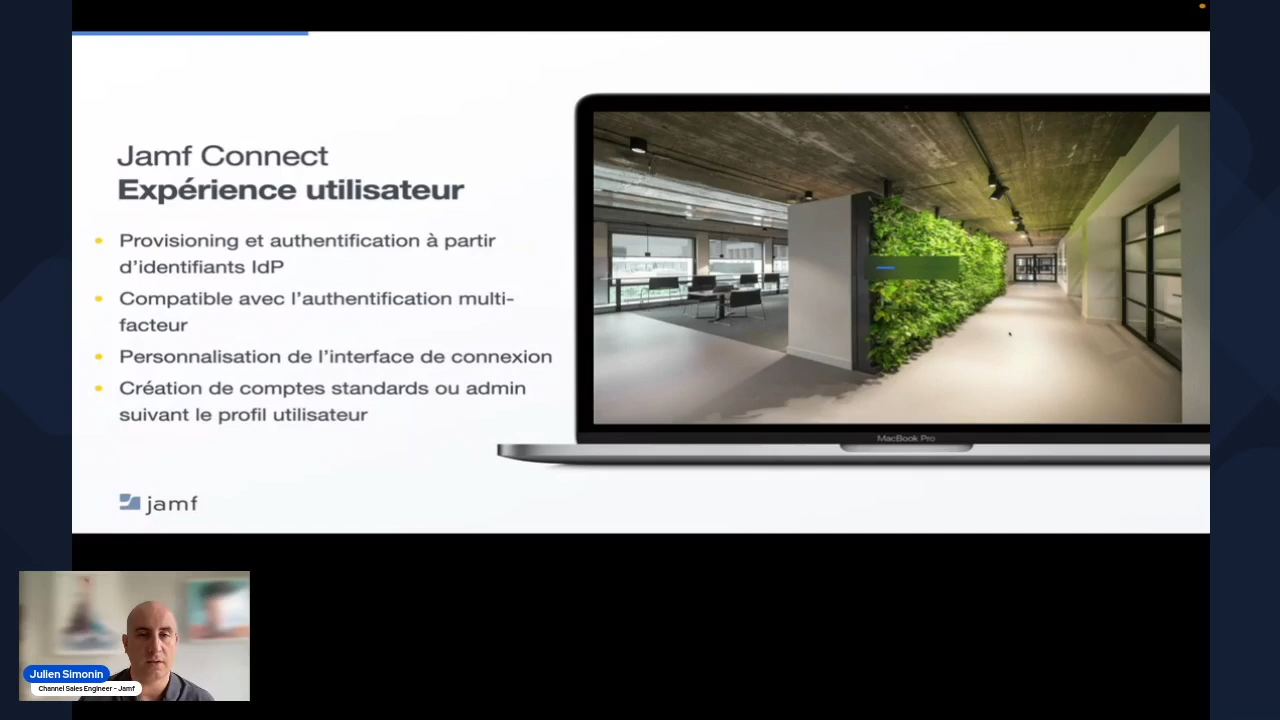 Jamf Connect
Expérience utilisateur
Provisioning et authentification à partir
d’identifiants IdP
Compatible avec l’authentification multi-
facteur
Personnalisation de l’interface de connexion
Création de comptes standards ou admin
suivant le profil utilisateur
MacBook Pro
jamf
Julien Simonin
Channel Sales Engineer - Jamf